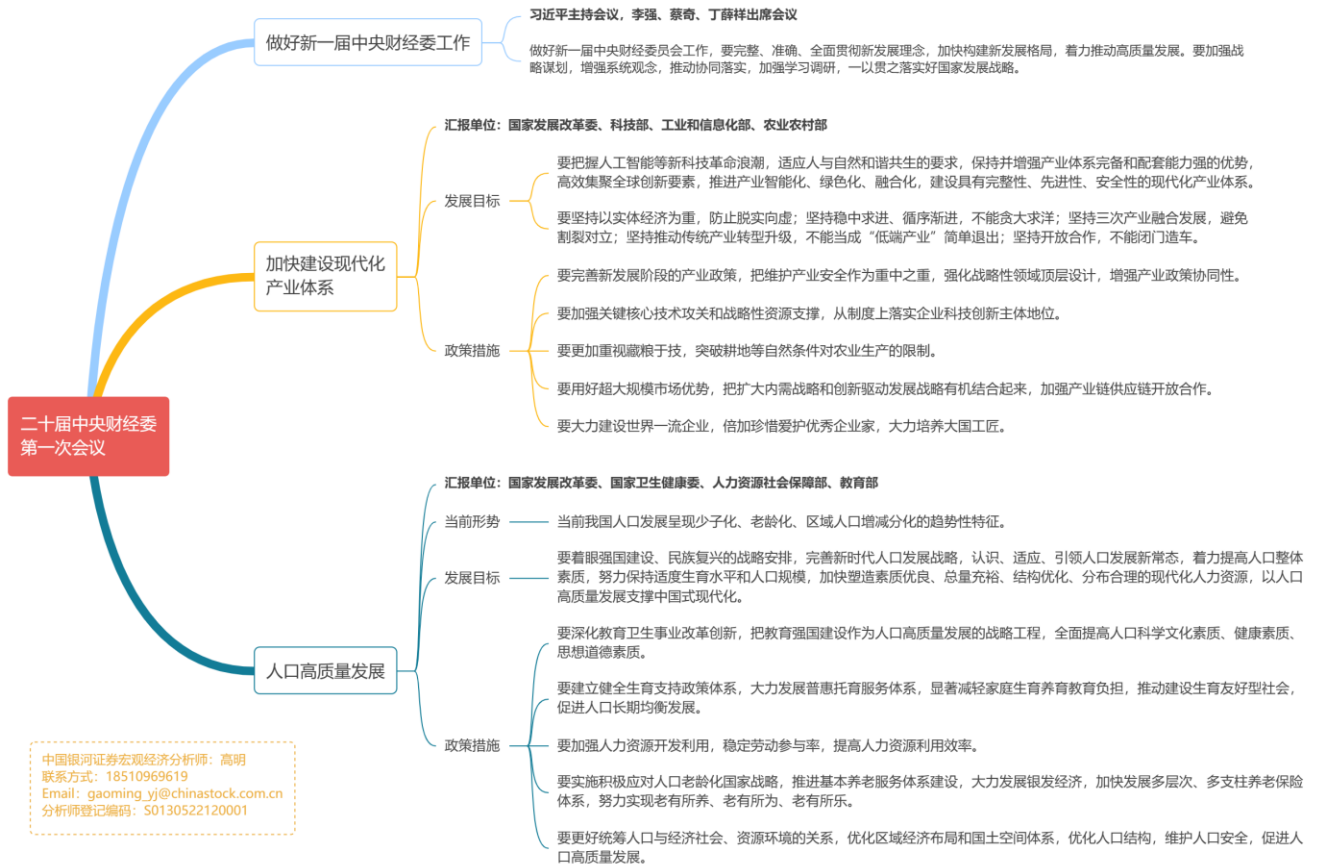 二十届中央财经委
第一次会议
做好新一届中央财经委工作
习近平主持会议，李强、蔡奇、丁薛祥出席会议
做好新一届中央财经委员会工作，要完整、准确、全面贯彻新发展理念，加快构建新发展格局，着力推动高质量发展。要加强战
略谋划，增强系统观念，推动协同落实，加强学习调研，一以贯之落实好国家发展战略。
加快建设现代化
产业体系
汇报单位：国家发展改革委、科技部、工业和信息化部、农业农村部
发展目标
要把握人工智能等新科技革命浪潮，适应人与自然和谐共生的要求，保持并增强产业体系完备和配套能力强的优势，
高效集聚全球创新要素，推进产业智能化、绿色化、融合化，建设具有完整性、先进性、安全性的现代化产业体系。
要坚持以实体经济为重，防止脱实向虚；坚持稳中求进、循序渐进，不能贪大求洋；坚持三次产业融合发展，避免
割裂对立；坚持推动传统产业转型升级，不能当成“低端产业”简单退出；坚持开放合作，不能闭门造车。
政策措施
要完善新发展阶段的产业政策，把维护产业安全作为重中之重，强化战略性领域顶层设计，增强产业政策协同性。
要加强关键核心技术攻关和战略性资源支撑，从制度上落实企业科技创新主体地位。
要更加重视藏粮于技，突破耕地等自然条件对农业生产的限制。
要用好超大规模市场优势，把扩大内需战略和创新驱动发展战略有机结合起来，加强产业链供应链开放合作。
要大力建设世界一流企业，倍加珍惜爱护优秀企业家，大力培养大国工匠。
人口高质量发展
汇报单位：国家发展改革委、国家卫生健康委、人力资源社会保障部、教育部
当前形势
当前我国人口发展呈现少子化、老龄化、区域人口增减分化的趋势性特征。
发展目标
要着眼强国建设、民族复兴的战略安排，完善新时代人口发展战略，认识、适应、引领人口发展新常态，着力提高人口整体
素质，努力保持适度生育水平和人口规模，加快塑造素质优良、总量充裕、结构优化、分布合理的现代化人力资源，以人口
高质量发展支撑中国式现代化。
政策措施
要深化教育卫生事业改革创新，把教育强国建设作为人口高质量发展的战略工程，全面提高人口科学文化素质、健康素质、
思想道德素质。
要建立健全生育支持政策体系，大力发展普惠托育服务体系，显著减轻家庭生育养育教育负担，推动建设生育友好型社会，
促进人口长期均衡发展。
要加强人力资源开发利用，稳定劳动参与率，提高人力资源利用效率。
要实施积极应对人口老龄化国家战略，推进基本养老服务体系建设，大力发展银发经济，加快发展多层次、多支柱养老保险
体系，努力实现老有所养、老有所为、老有所乐。
要更好统筹人口与经济社会、资源环境的关系，优化区域经济布局和国土空间体系，优化人口结构，维护人口安全，促进人
口高质量发展。
中国银河证券宏观经济分析师：高明
联系方式：18510969619
Email：gaoming_yj@chinastock.com.cn
分析师登记编码：S0130522120001